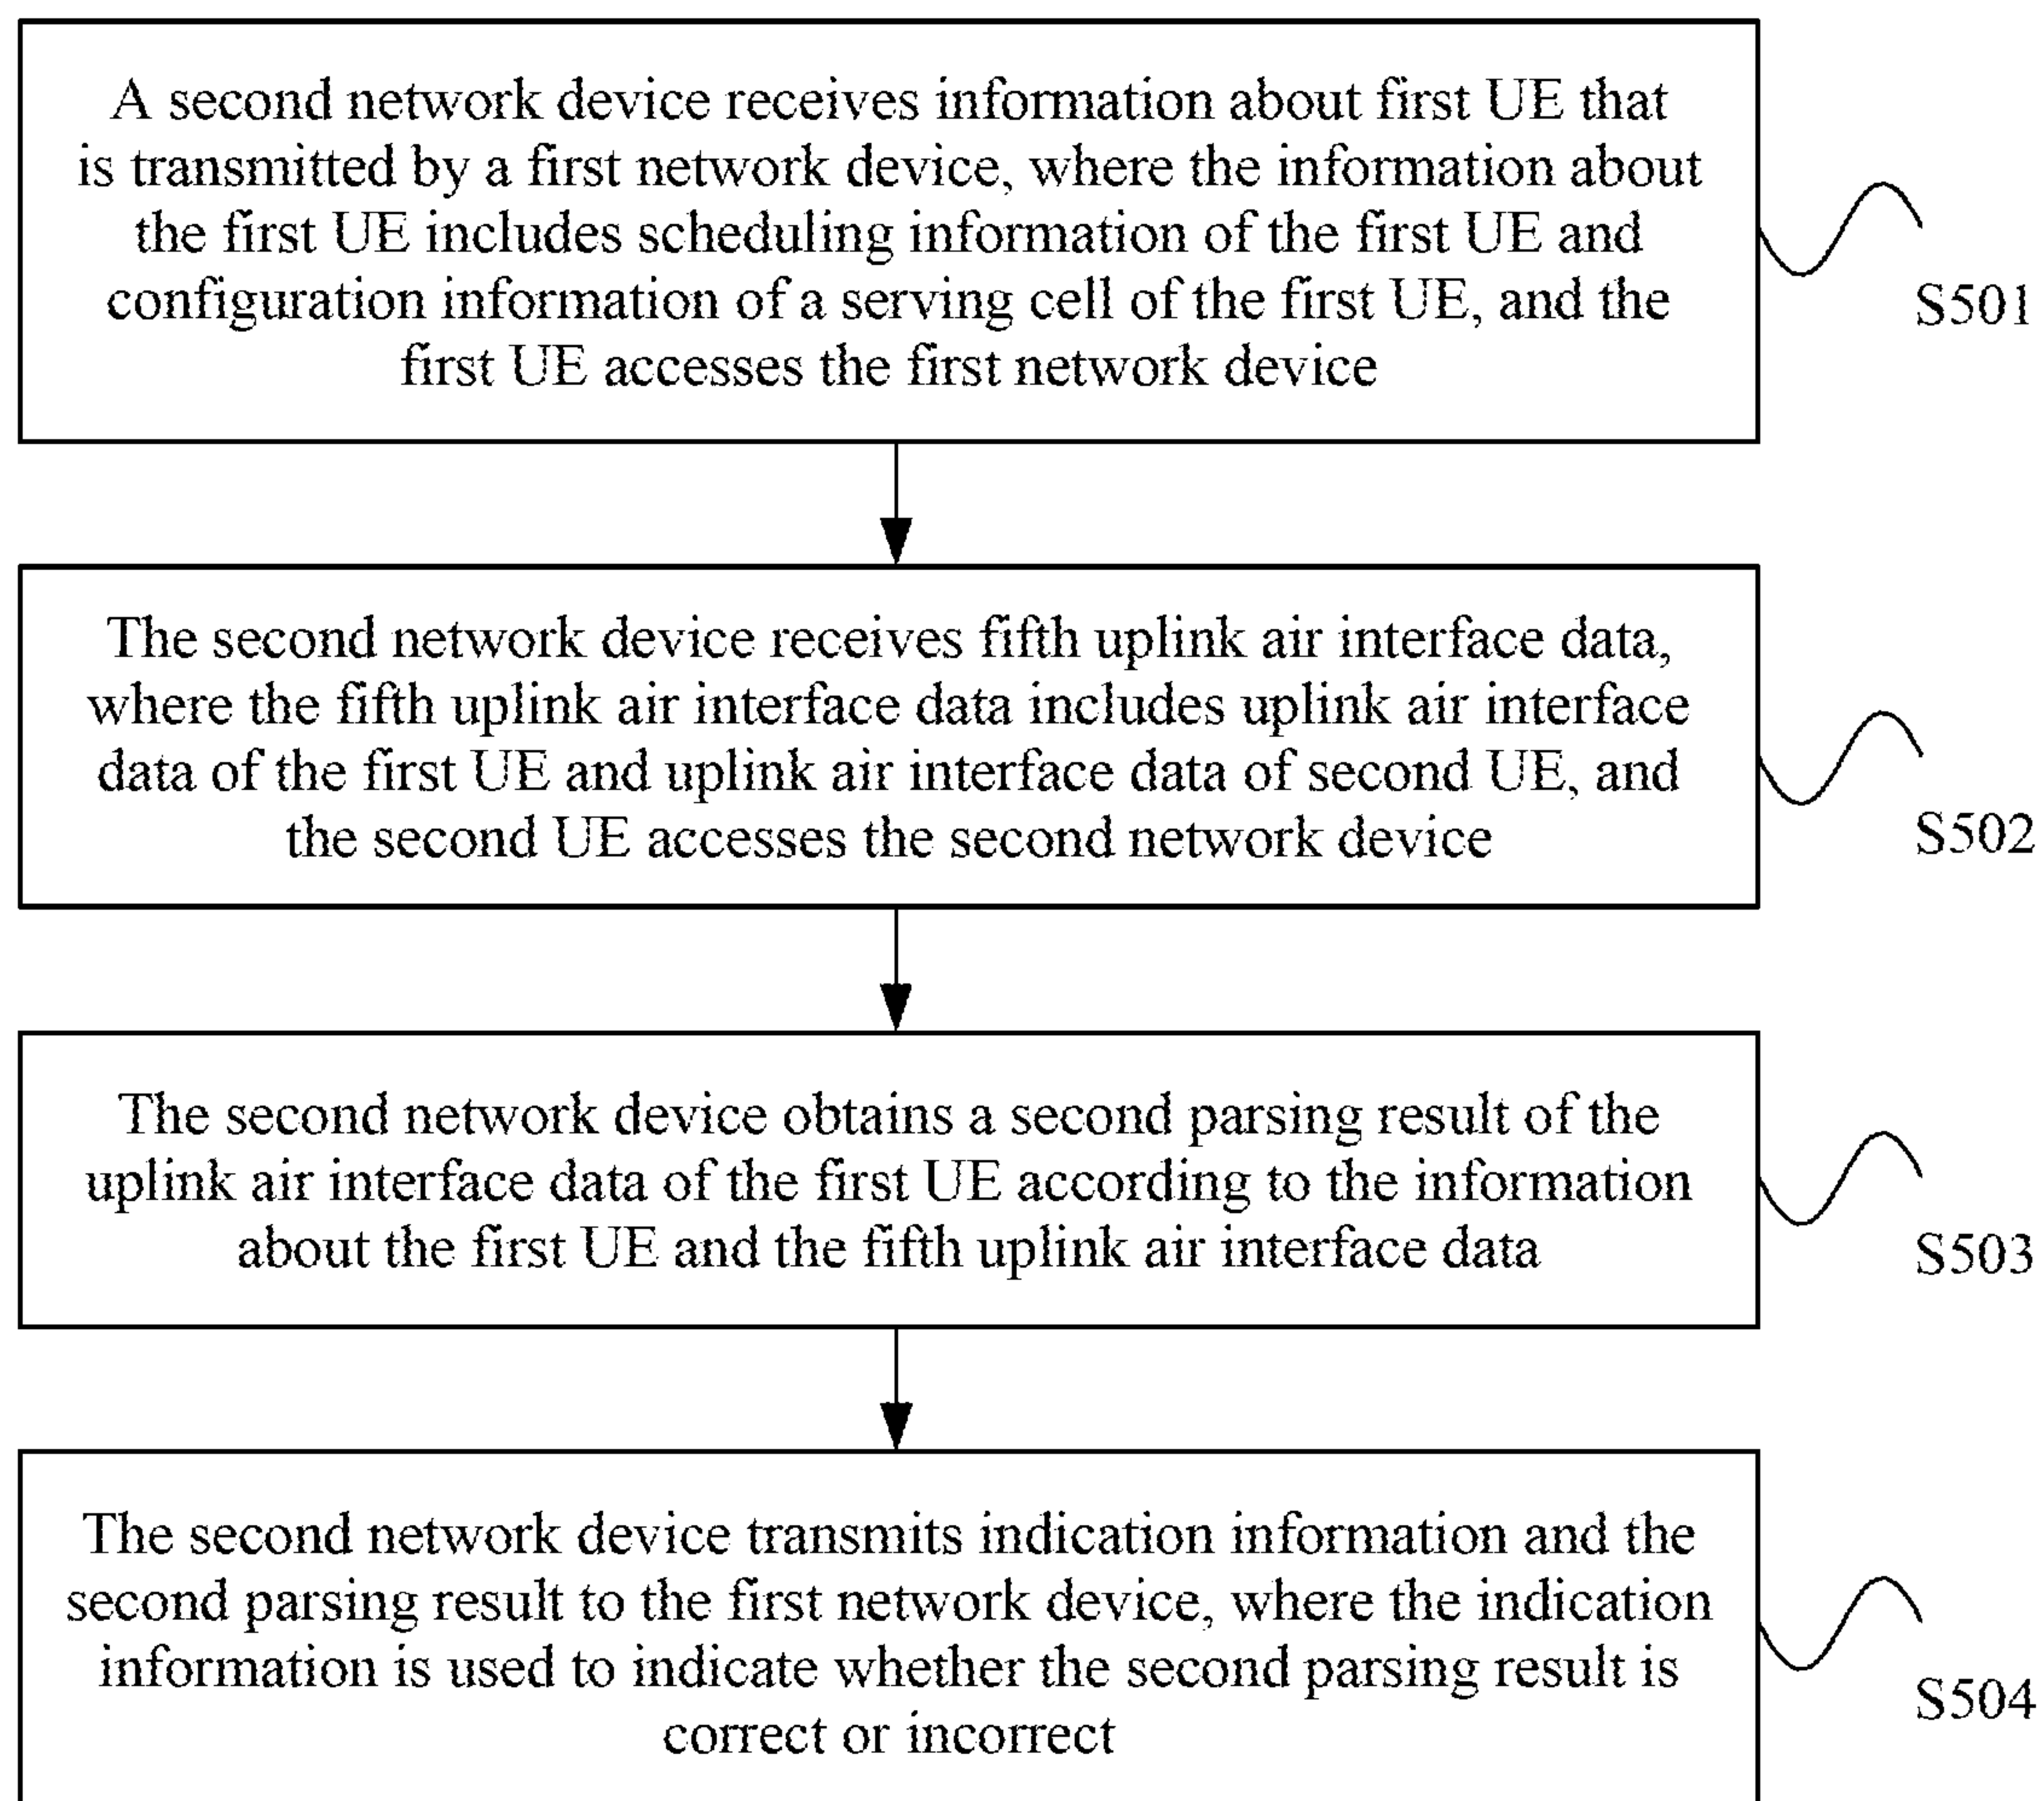 A second network device receives information about first UE that
is transmitted by a first network device, where the information about
the first UE includes scheduling information of the first UE and
configuration information of a serving cell of the first UE, and the
first UE accesses the first network device
S501
The second network device receives fifth uplink air interface data,
where the fifth uplink air interface data includes uplink air interface
data of the first UE and uplink air interface data of second UE, and
the second UE accesses the second network device
S502
The second network device obtains a second parsing result of the
uplink air interface data of the first UE according to the information
about the first UE and the fifth uplink air interface data
S503
The second network device transmits indication information and the
second parsing result to the first network device, where the indication
information is used to indicate whether the second parsing result is
correct or incorrect
S504